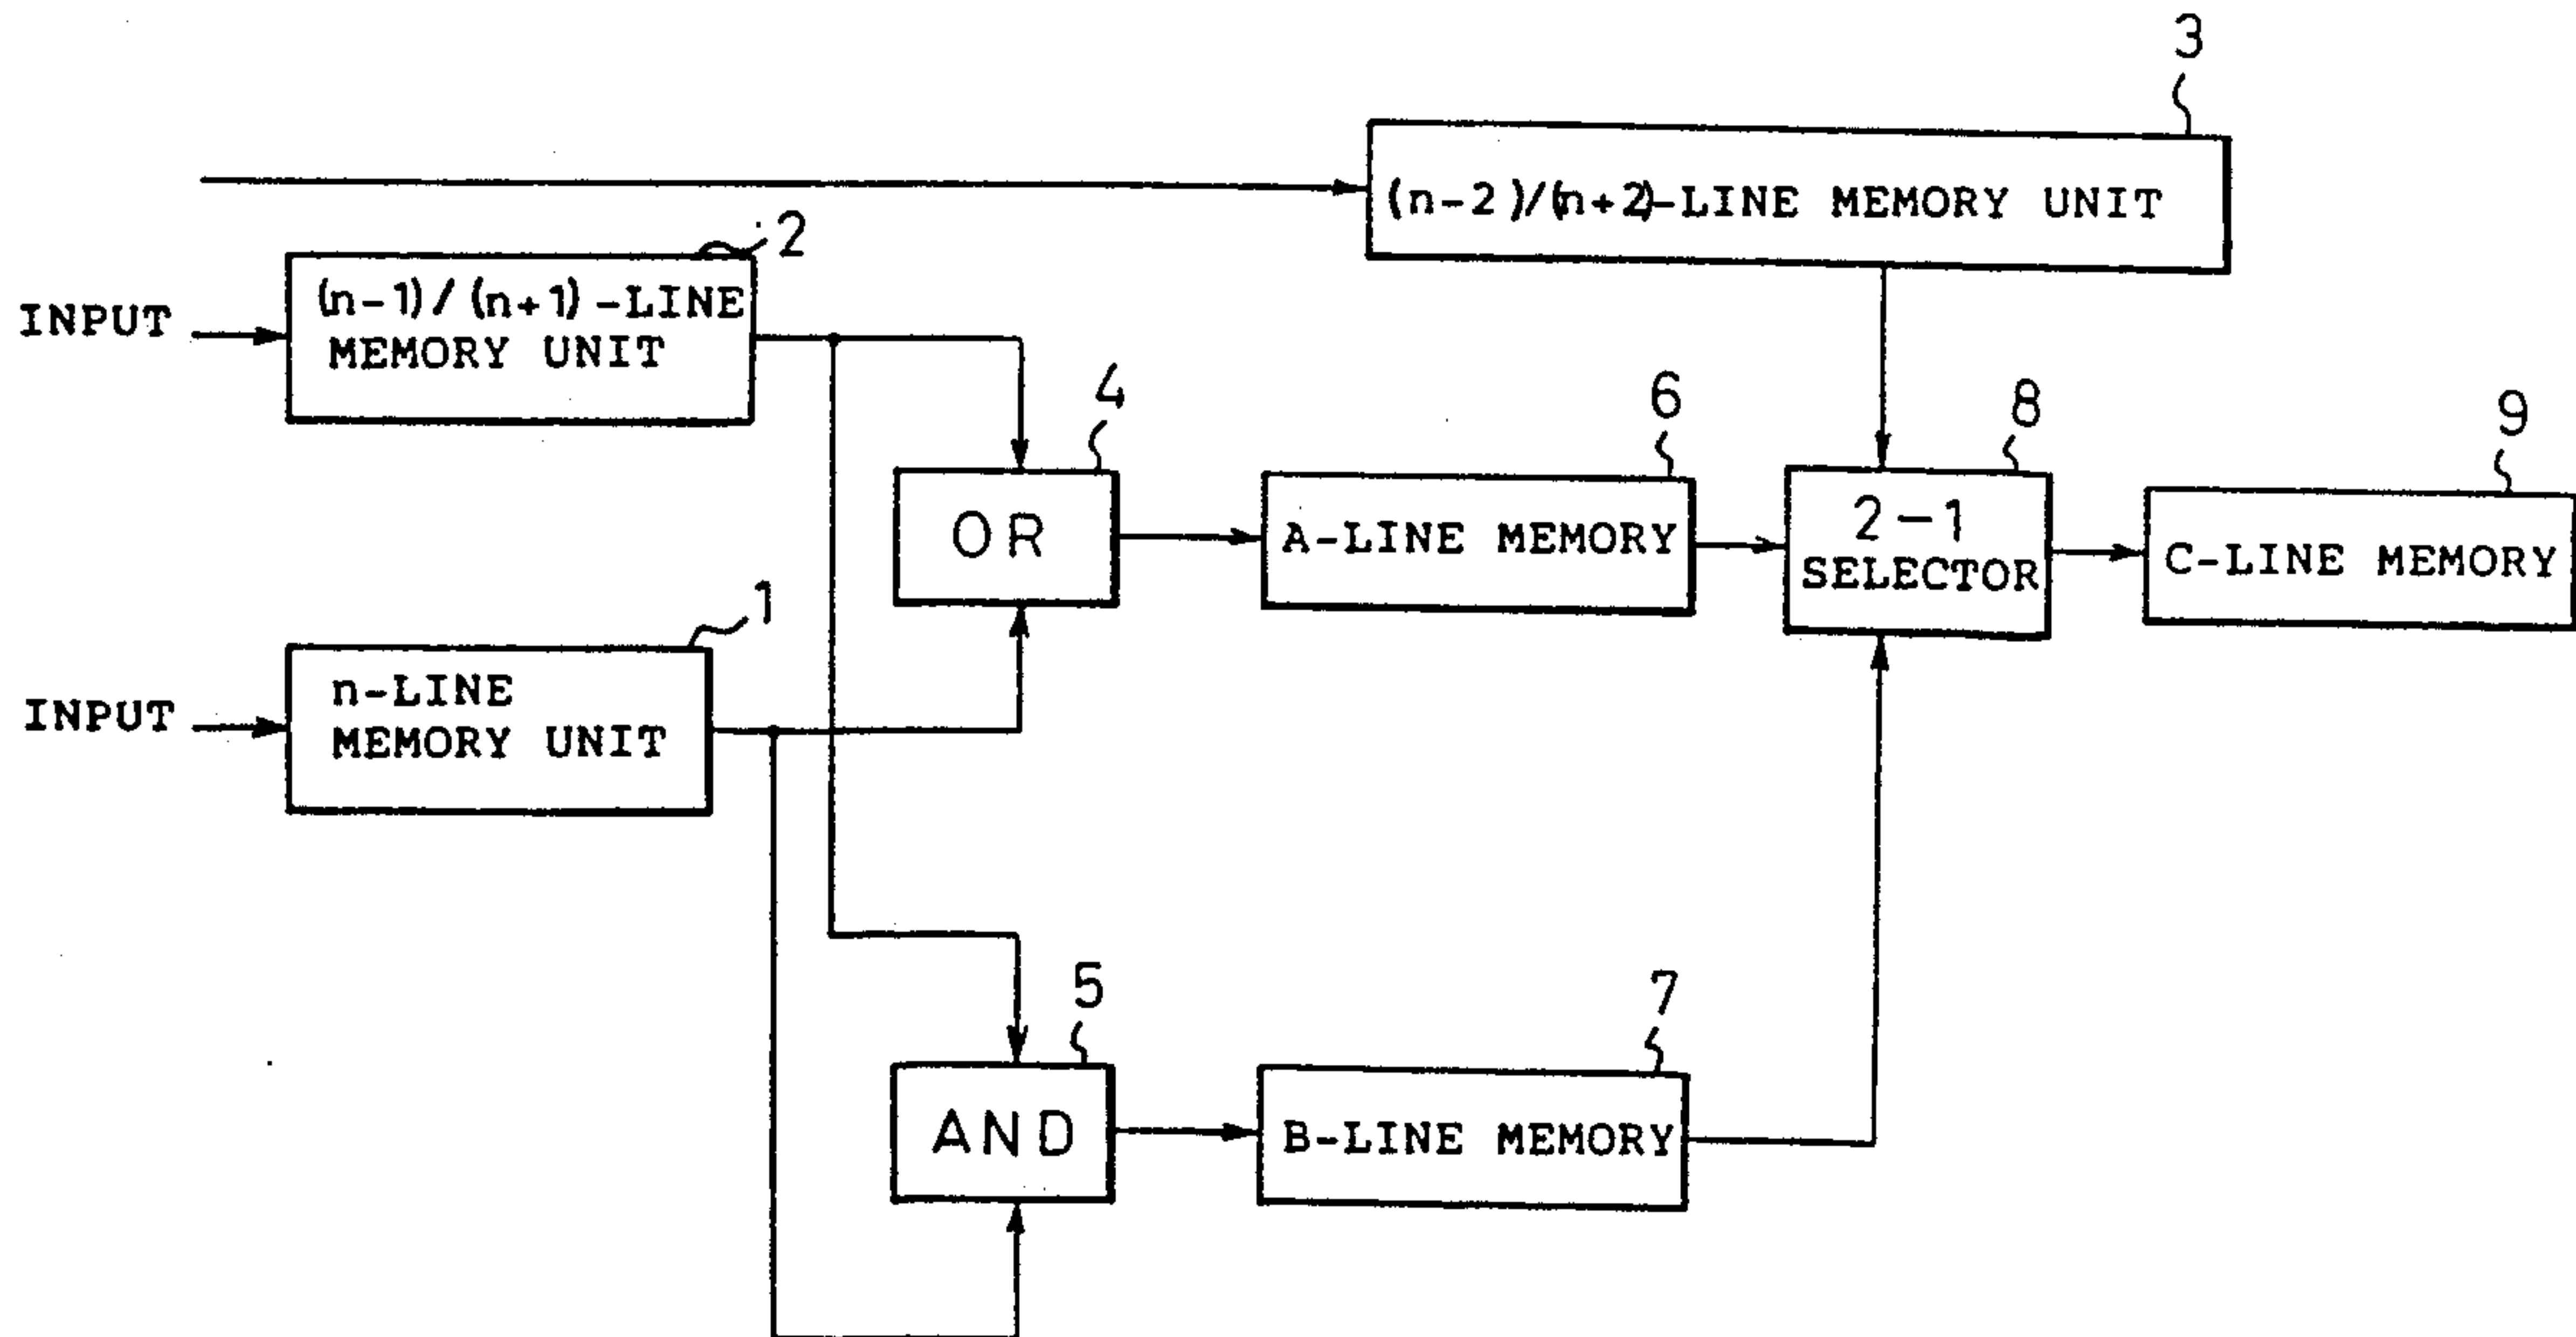 3
(n-2)/(n+2)-LINE MEMORY UNIT
2
INPUT
(n-1)/(n+1)-LINE
MEMORY UNIT
4
OR
6
A-LINE MEMORY
8
2-1
SELECTOR
9
C-LINE MEMORY
1
INPUT
n-LINE
MEMORY UNIT
5
AND
7
B-LINE MEMORY